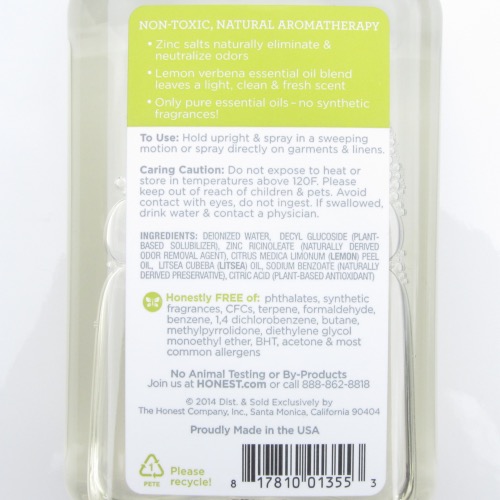 NON-TOXIC, NATURAL AROMATHERAPY
• Zinc salts naturally eliminate &
neutralize odors
• Lemon verbena essential oil blend
leaves a light, clean & fresh scent
• Only pure essential oils – no synthetic
fragrances!
To Use: Hold upright & spray in a sweeping
motion or spray directly on garments & linens.
Caring Caution: Do not expose to heat or
store in temperatures above 120F. Please
keep out of reach of children & pets. Avoid
contact with eyes, do not ingest. If swallowed,
drink water & contact a physician.
INGREDIENTS: DEIONIZED WATER, DECYL GLUCOSIDE (PLANT-
BASED SOLUBILIZER), ZINC RICINOLEATE (NATURALLY DERIVED
ODOR REMOVAL AGENT), CITRUS MEDICA LIMONUM (LEMON) PEEL
OIL, LITSEA CUBEBA (LITSEA) OIL, SODIUM BENZOATE (NATURALLY
DERIVED PRESERVATIVE), CITRIC ACID (PLANT-BASED ANTIOXIDANT)
Honestly FREE of: phthalates, synthetic
fragrances, CFCs, terpene, formaldehyde,
benzene, 1,4 dichlorobenzene, butane,
methylpyrrolidone, diethylene glycol
monoethyl ether, BHT, acetone & most
common allergens
No Animal Testing or By-Products
Join us at HONEST.com or call 888-862-8818
© 2014 Dist. & Sold Exclusively by
The Honest Company, Inc., Santa Monica, California 90404
Proudly Made in the USA
1
PETE
Please
recycle!
8 17810 01355 3